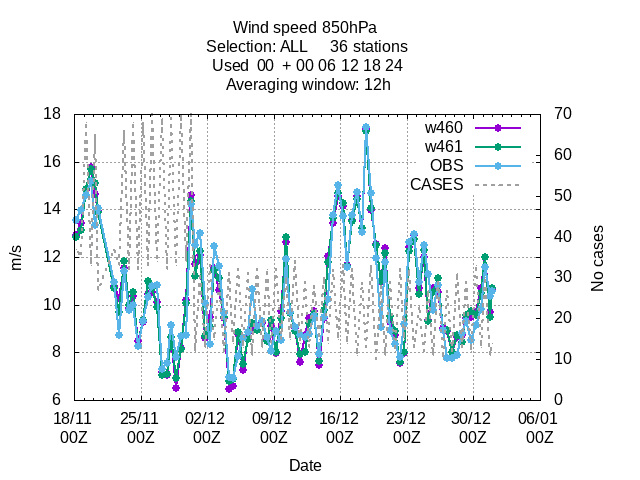 Wind speed 850hPa
Selection: ALL 36 stations
Used 00 + 00 06 12 18 24
Averaging window: 12h
18 70
w460
w461
OBS
CASES
16 60
14 50
12 40
10 30
8 20
6 10
0
m/s
No cases
18/11 25/11 02/12 09/12 16/12 23/12 30/12 06/01
00Z 00Z 00Z 00Z 00Z 00Z 00Z 00Z
Date